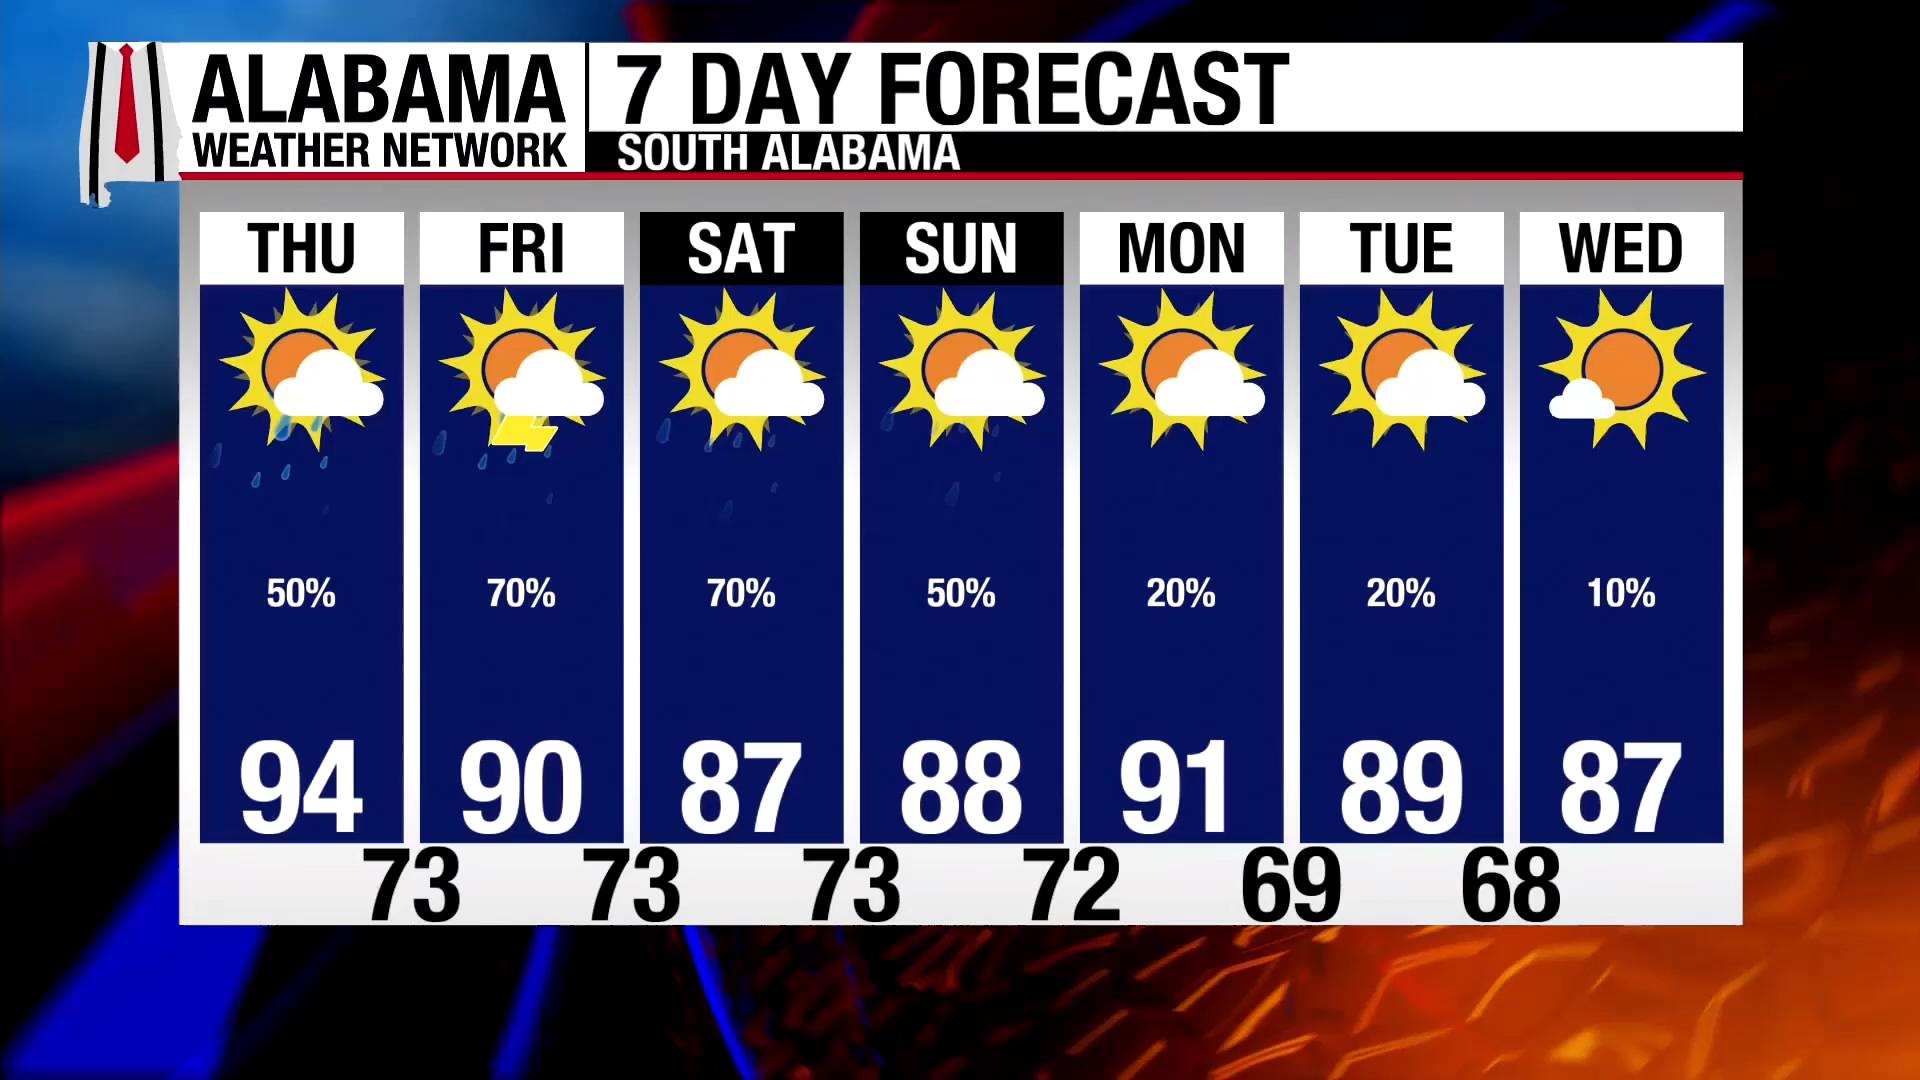 ALABAMA
WEATHER NETWORK
7 DAY FORECAST
SOUTH ALABAMA
THU FRI SAT SUN MON TUE WED
50% 70% 70% 50% 20% 20% 10%
94 90 87 88 91 89 87
73 73 73 72 69 68